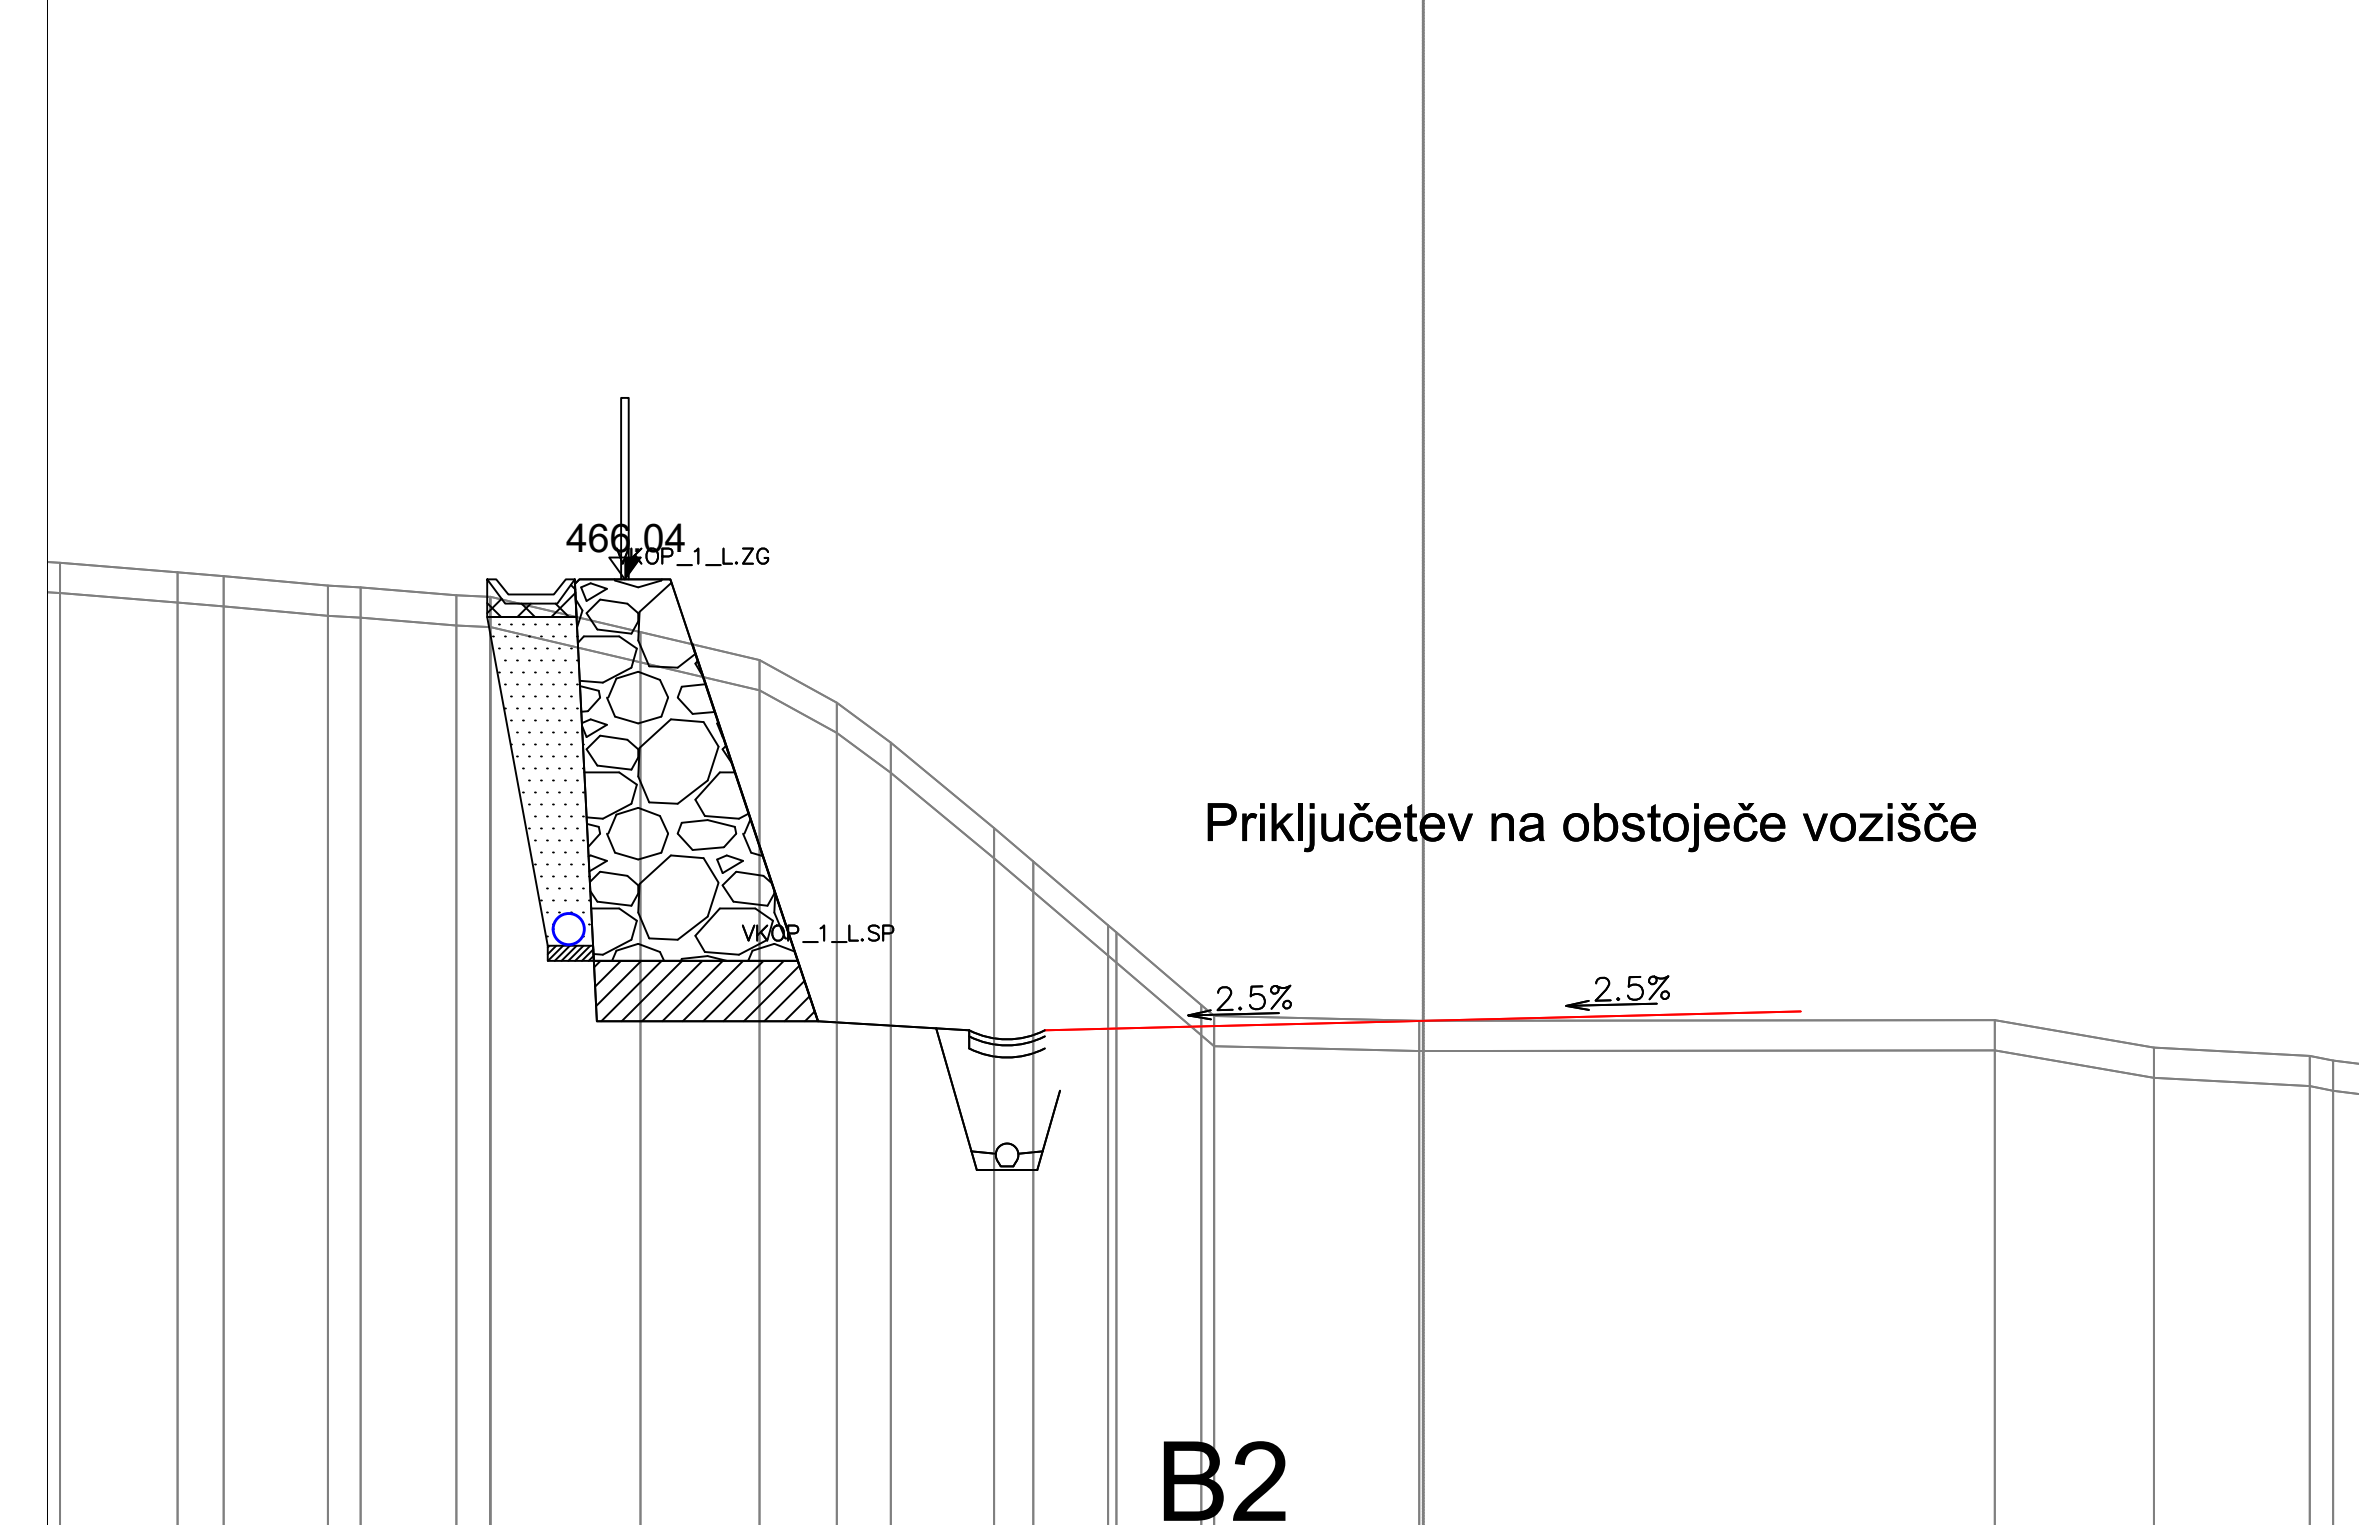 466.04
VKOP_1_L.ZG
Priključetev na obstoječe vozišče
VKOP_1_L.SP
2.5%
2.5%
B2